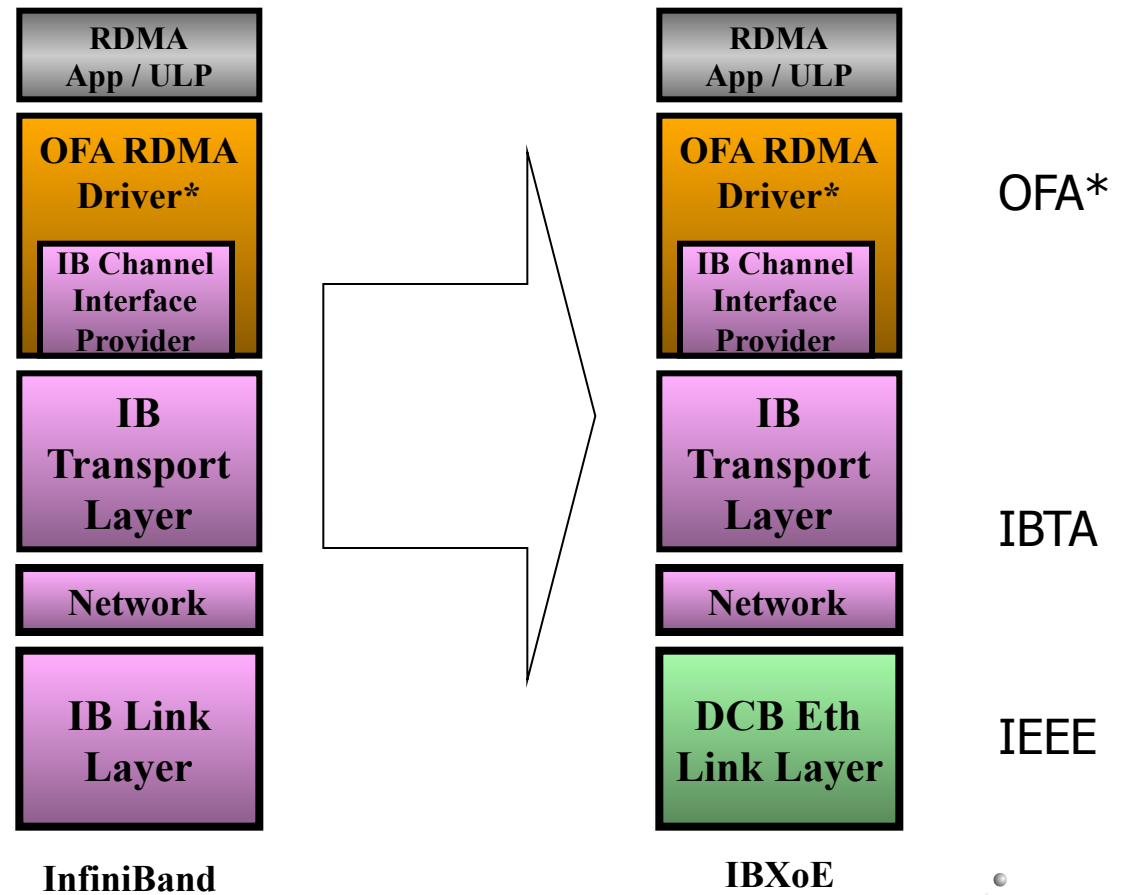 RDMA
App / ULP
OFA RDMA
Driver*
IB Channel
Interface
Provider
IB
Transport
Layer
Network
IB Link
Layer
InfiniBand
RDMA
App / ULP
OFA RDMA
Driver*
IB Channel
Interface
Provider
IB
Transport
Layer
Network
DCB Eth
Link Layer
IBXoE
OFA*
IBTA
IEEE